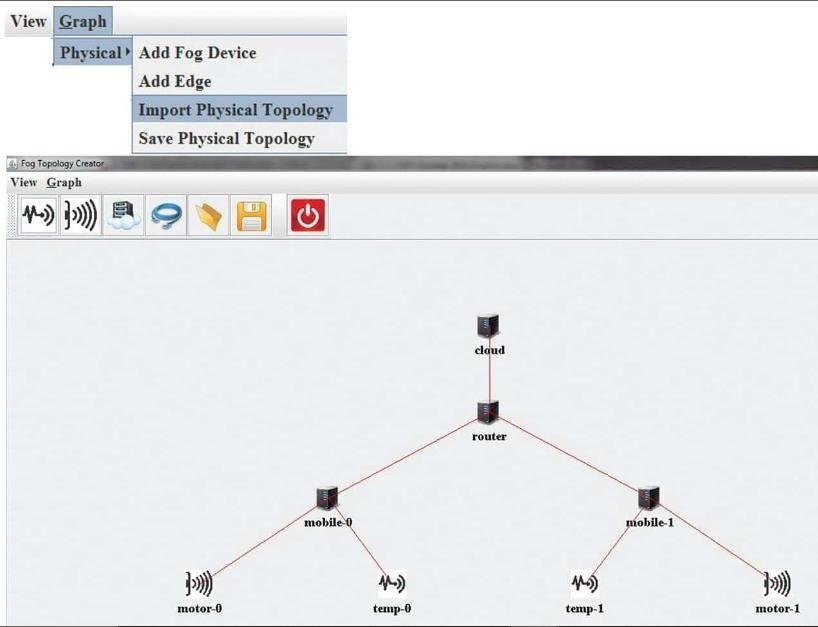 View Graph
Physical Add Fog Device
Add Edge
Import Physical Topology
Save Physical Topology
Fog Topology Creator
View Graph
cloud
router
mobile-0 mobile-1
motor-0 temp-0 temp-1 motor-1